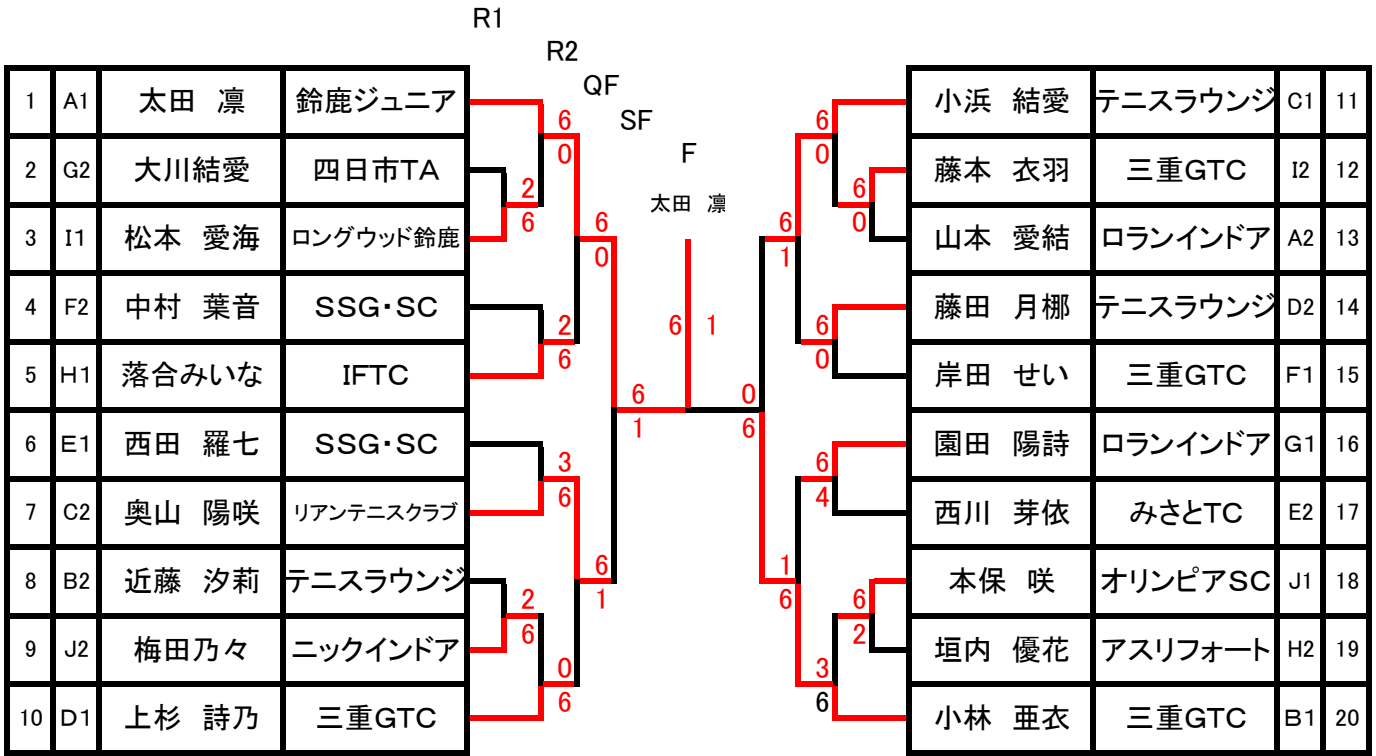 R1
R2
QF
SF
F
太田 凛
1 A1 太田 凛 鈴鹿ジュニア
2 G2 大川結愛 四日市TA
3 I1 松本 愛海 ロングウッド鈴鹿
4 F2 中村 葉音 SSG・SC
5 H1 落合みいな IFTC
6 E1 西田 羅七 SSG・SC
7 C2 奥山 陽咲 リアンテニスクラブ
8 B2 近藤 汐莉 テニスラウンジ
9 J2 梅田乃々 ニックインドア
10 D1 上杉 詩乃 三重GTC
2
6
6
0
2
6
3
6
2
6
0
6
6
0
6
1
6
1
6 1
0
6
6
1
1
6
6
0
6
0
6
0
6
4
6
2
3
6
小浜 結愛 テニスラウンジ C1 11
藤本 衣羽 三重GTC I2 12
山本 愛結 ロランインドア A2 13
藤田 月梛 テニスラウンジ D2 14
岸田 せい 三重GTC F1 15
園田 陽詩 ロランインドア G1 16
西川 芽依 みさとTC E2 17
本保 咲 オリンピアSC J1 18
垣内 優花 アスリフォート H2 19
小林 亜衣 三重GTC B1 20